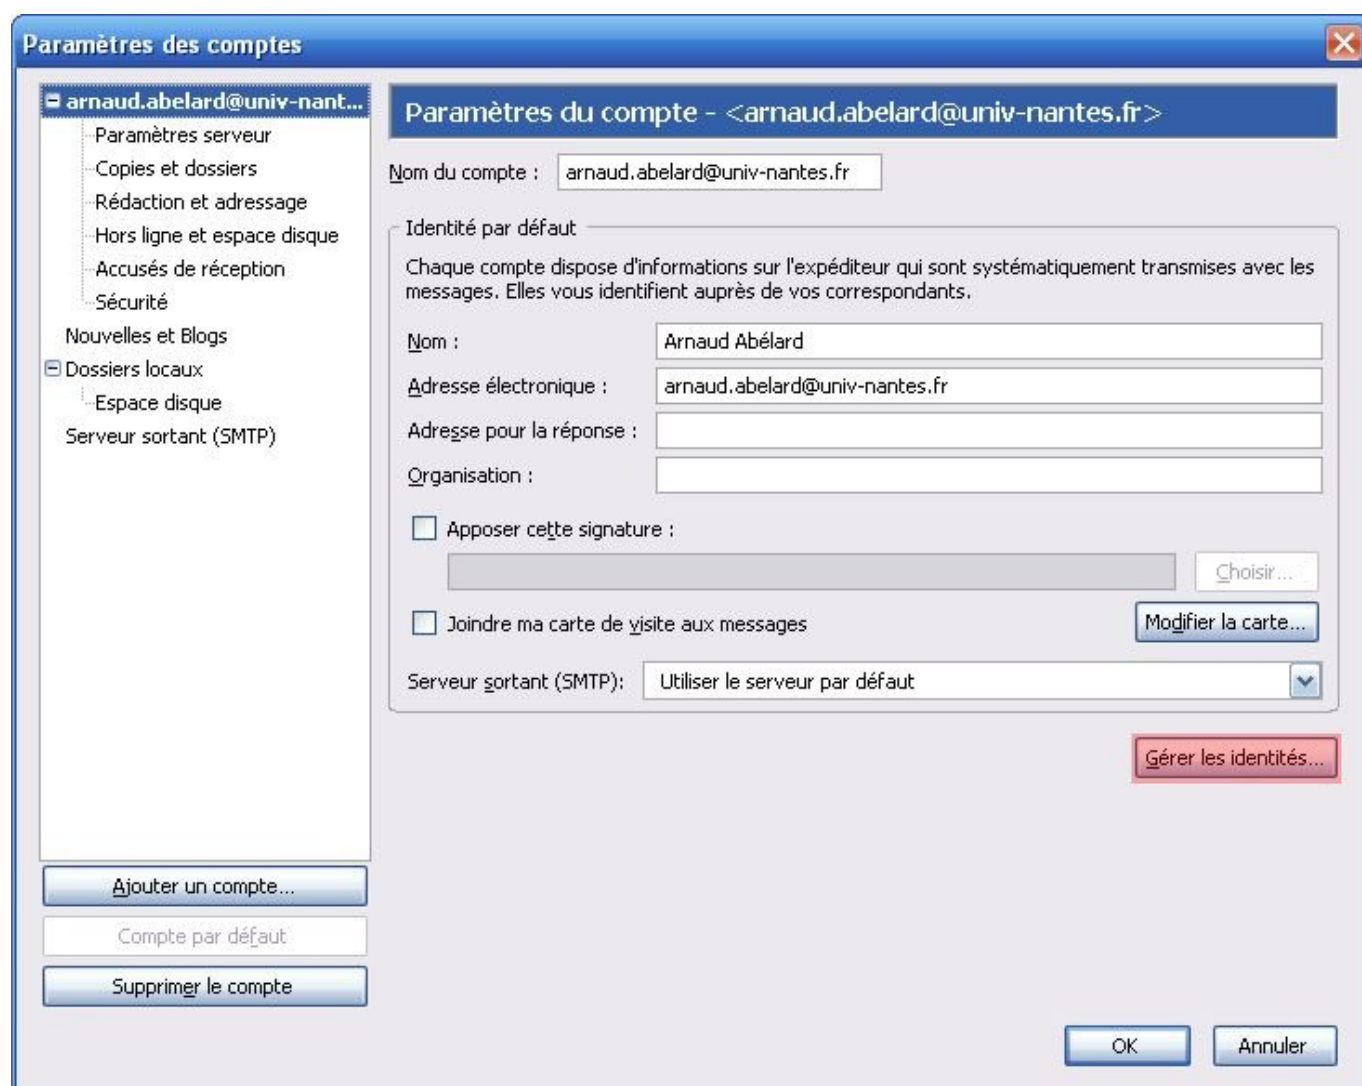 Paramètres des comptes
arnaud.abelard@univ-nant...
Paramètres serveur
Copies et dossiers
Rédaction et adressage
Hors ligne et espace disque
Accusés de réception
Sécurité
Nouvelles et Blogs
Dossiers locaux
Espace disque
Serveur sortant (SMTP)
Ajouter un compte...
Compte par défaut
Supprimer le compte
Paramètres du compte - <arnaud.abelard@univ-nantes.fr>
Nom du compte : arnaud.abelard@univ-nantes.fr
Identité par défaut
Chaque compte dispose d'informations sur l'expéditeur qui sont systématiquement transmises avec les
messages. Elles vous identifient auprès de vos correspondants.
Nom : Arnaud Abélard
Adresse électronique : arnaud.abelard@univ-nantes.fr
Adresse pour la réponse :
Organisation :
Apposer cette signature :
Choisir...
Joindre ma carte de visite aux messages Modifier la carte...
Serveur sortant (SMTP): Utiliser le serveur par défaut
Gérer les identités...
OK Annuler